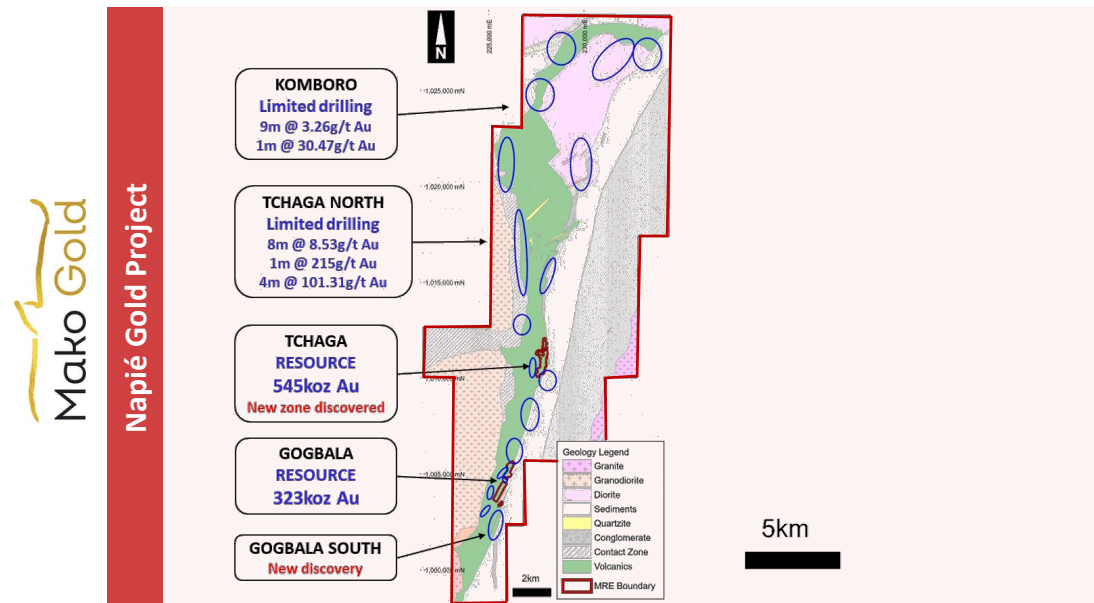 Mako Gold
Napié Gold Project
N
225,000 mE
230,000 mE
KOMBORO
Limited drilling
9m @ 3.26g/t Au
1m @ 30.47g/t Au
1,025,000 mN
TCHAGA NORTH
Limited drilling
8m @ 8.53g/t Au
1m @ 215g/t Au
4m @ 101.31g/t Au
1,020,000 mN
1,015,000 mN
TCHAGA
RESOURCE
545koz Au
New zone discovered
1,010,000 mN
GOGBALA
RESOURCE
323koz Au
1,005,000 mN
GOGBALA SOUTH
New discovery
1,000,000 mN
Geology Legend
Granite
Granodiorite
Diorite
Sediments
Quartzite
Conglomerate
Contact Zone
Volcanics
MRE Boundary
2km
5km